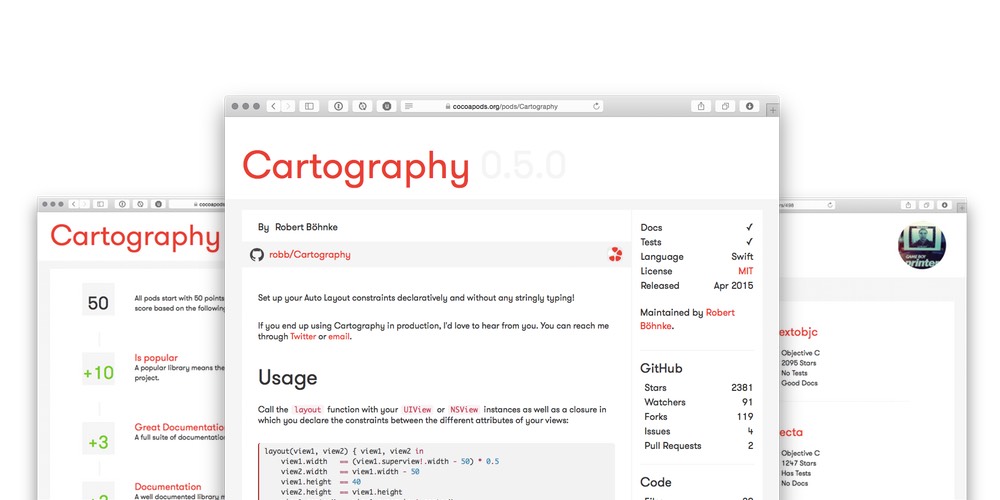 cocoapods.org/pods/Cartography
Cartography 0.5.0
By Robert Böhnke
robb/Cartography
Set up your Auto Layout constraints declaratively and without any stringly typing!
If you end up using Cartography in production, I'd love to hear from you. You can reach me
through Twitter or email.
Usage
Call the layout function with your UIView or NSView instances as well as a closure in
which you declare the constraints between the different attributes of your views:
layout(view1, view2) { view1, view2 in
view1.width == (view1.superview!.width - 50) * 0.5
view2.width == view1.width - 50
view1.height == 40
view2.height == view1.height
Docs ✓
Tests ✓
Language Swift
License MIT
Released Apr 2015
Maintained by Robert
Böhnke.
GitHub
Stars 2381
Watchers 91
Forks 119
Issues 4
Pull Requests 2
Code
cocoapods
Cartography
50
All pods start with 50 points
score based on the following
+10
Is popular
A popular library means the
project.
+3
Great Documentation
A full suite of documentation
Documentation
A well documented library
extobjc
Objective C
2095 Stars
No Tests
Good Docs
ecta
Objective C
1247 Stars
Has Tests
No Docs